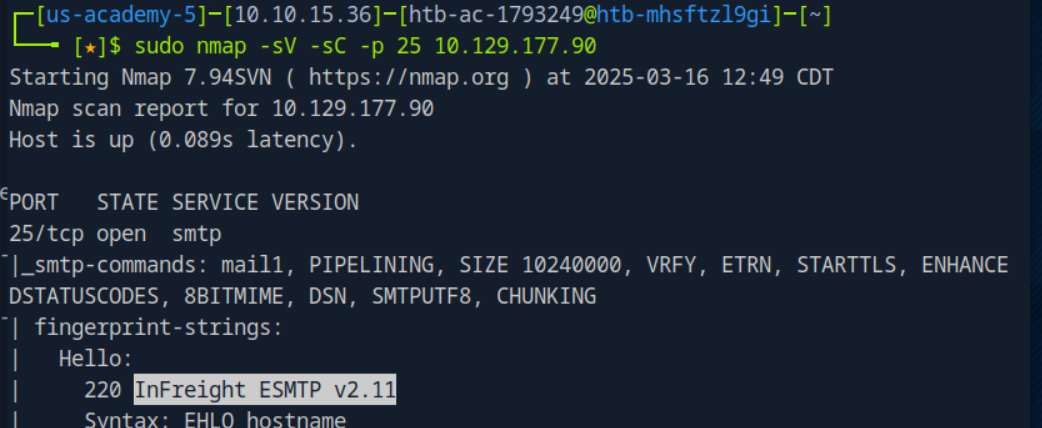 [us-academy-5]─[10.10.15.36]─[htb-ac-1793249@htb-mhsftzl9gi]─[~]
[★]$ sudo nmap -sV -sC -p 25 10.129.177.90
Starting Nmap 7.94SVN ( https://nmap.org ) at 2025-03-16 12:49 CDT
Nmap scan report for 10.129.177.90
Host is up (0.089s latency).
PORT   STATE SERVICE VERSION
25/tcp open  smtp
|_smtp-commands: mail1, PIPELINING, SIZE 10240000, VRFY, ETRN, STARTTLS, ENHANCE
DSTATUSCODES, 8BITMIME, DSN, SMTPUTF8, CHUNKING
| fingerprint-strings:
|   Hello:
|     220 InFreight ESMTP v2.11
|     Syntax: EHLO hostname